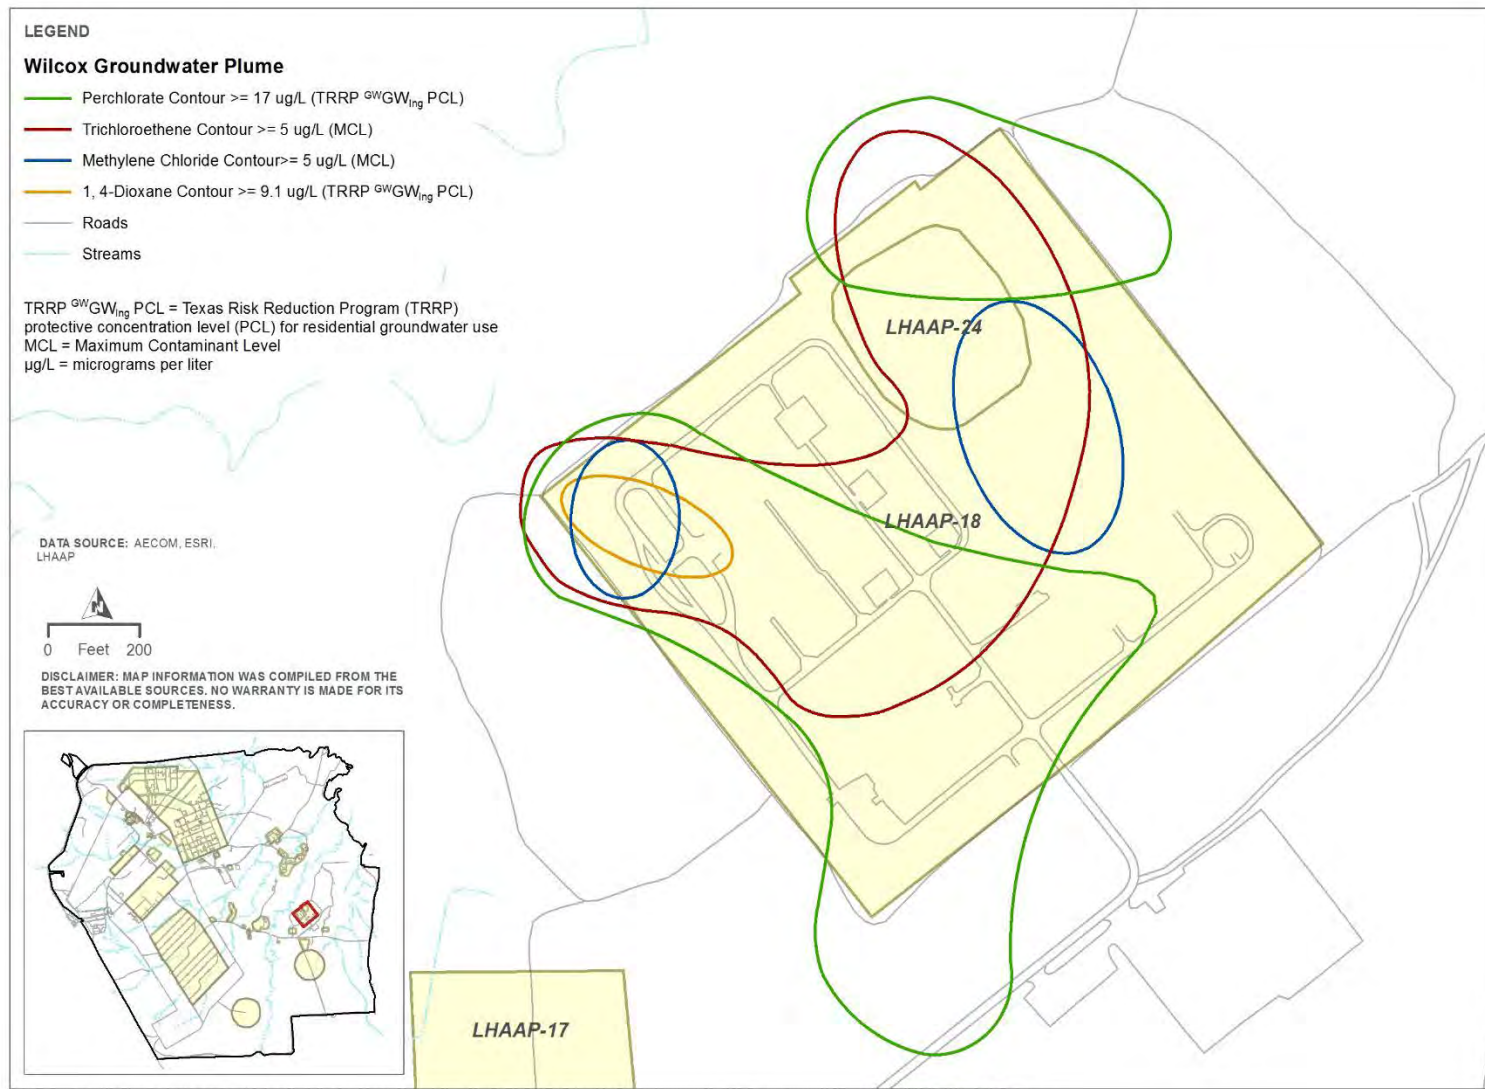 LEGEND
Wilcox Groundwater Plume
Perchlorate Contour >= 17 ug/L (TRRP GWGWIng PCL)
Trichloroethene Contour >= 5 ug/L (MCL)
Methylene Chloride Contour>= 5 ug/L (MCL)
1, 4-Dioxane Contour >= 9.1 ug/L (TRRP GWGWIng PCL)
Roads
Streams
TRRP GWGWIng PCL = Texas Risk Reduction Program (TRRP)
protective concentration level (PCL) for residential groundwater use
MCL = Maximum Contaminant Level
µg/L = micrograms per liter
LHAAP-24
LHAAP-18
DATA SOURCE: AECOM, ESRI,
LHAAP
N
0 Feet 200
DISCLAIMER: MAP INFORMATION WAS COMPILED FROM THE
BEST AVAILABLE SOURCES. NO WARRANTY IS MADE FOR ITS
ACCURACY OR COMPLETENESS.
LHAAP-17